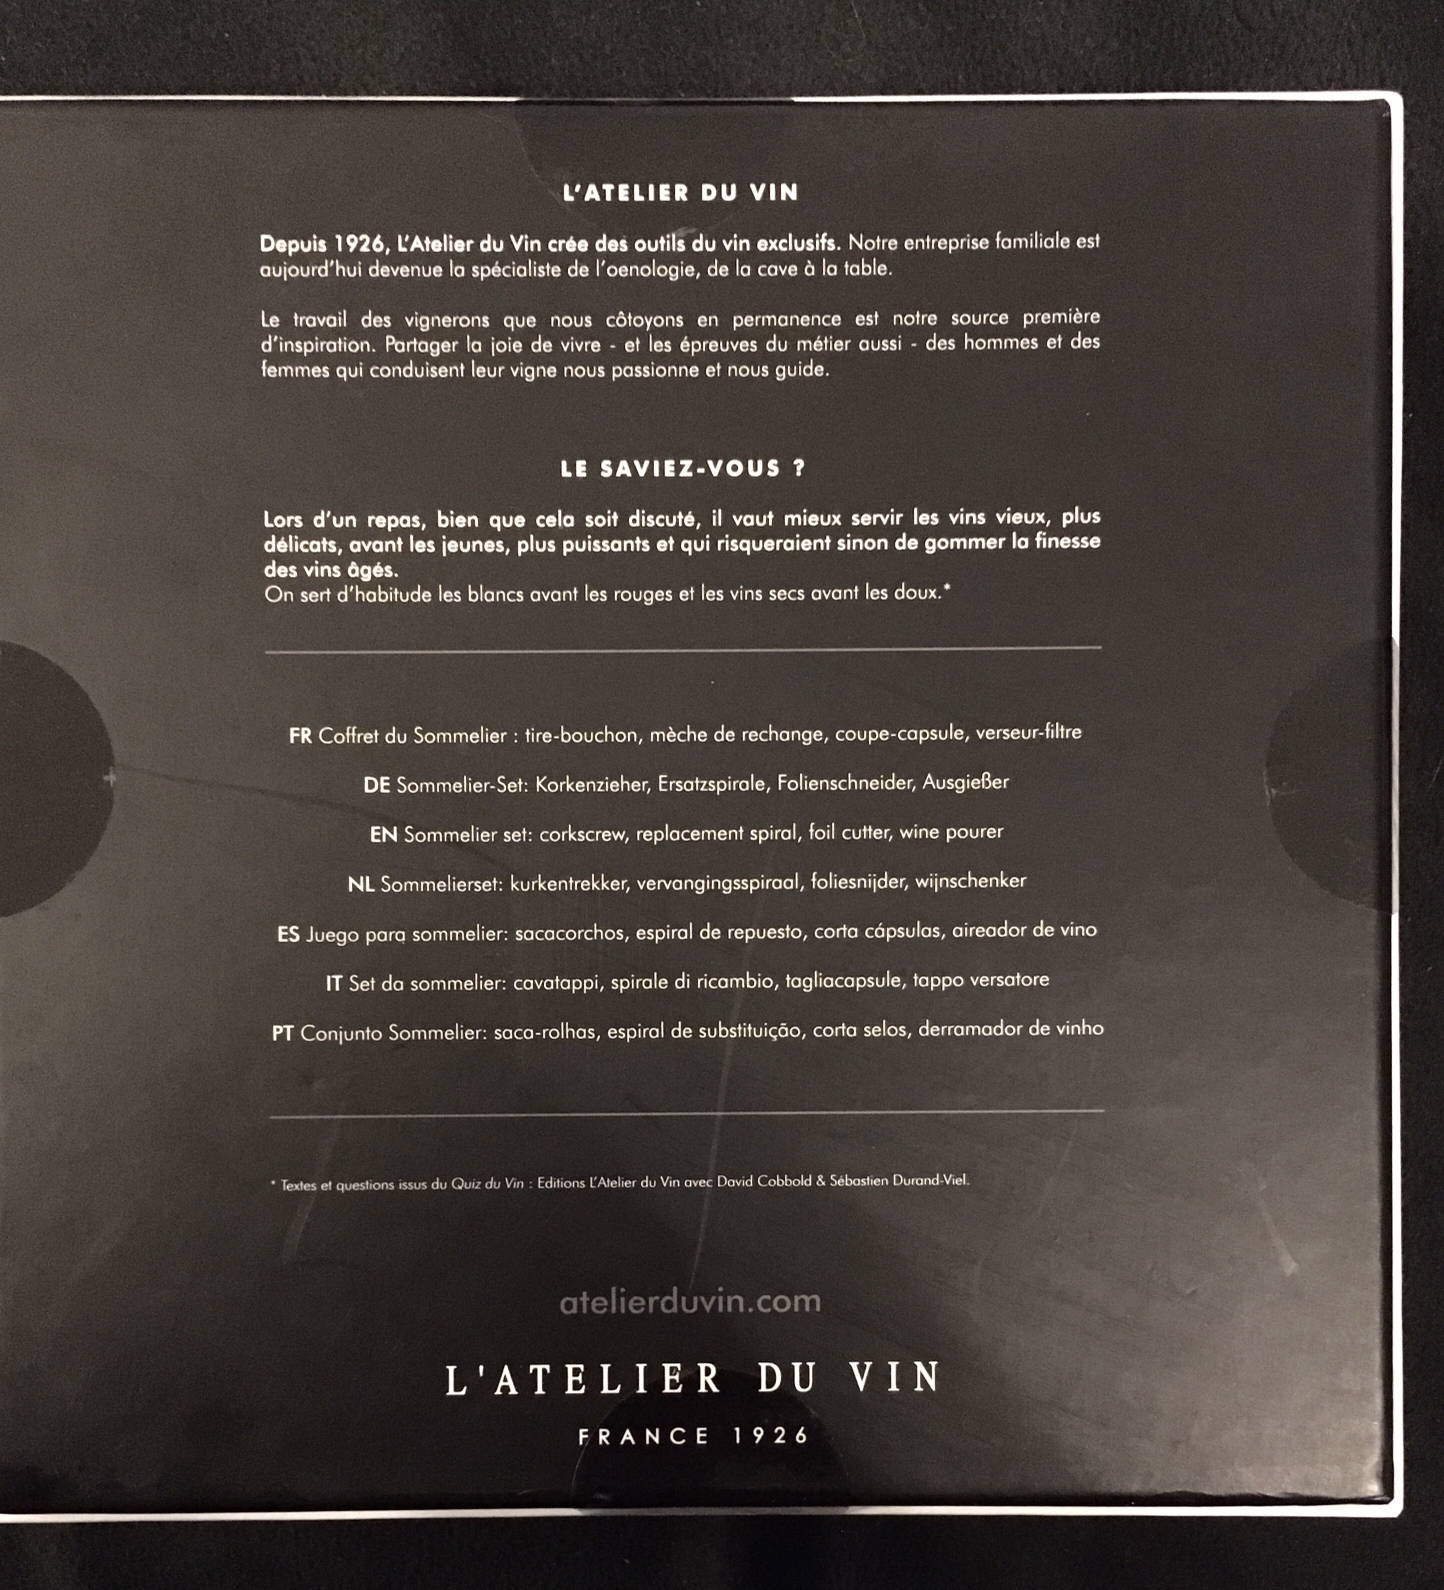 L'ATELIER DU VIN
Depuis 1926, L'Atelier du Vin crée des outils du vin exclusifs. Notre entreprise familiale est
aujourd'hui devenue la spécialiste de l'oenologie, de la cave à la table.
Le travail des vignerons que nous côtoyons en permanence est notre source première
d'inspiration. Partager la joie de vivre - et les épreuves du métier aussi - des hommes et des
femmes qui conduisent leur vigne nous passionne et nous guide.
LE SAVIEZ-VOUS ?
Lors d'un repas, bien que cela soit discuté, il vaut mieux servir les vins vieux, plus
délicats, avant les jeunes, plus puissants et qui risqueraient sinon de gommer la finesse
des vins âgés.
On sert d'habitude les blancs avant les rouges et les vins secs avant les doux.*
FR Coffret du Sommelier : tire-bouchon, mèche de rechange, coupe-capsule, verseur-filtre
DE Sommelier-Set: Korkenzieher, Ersatzspirale, Folienschneider, Ausgießer
EN Sommelier set: corkscrew, replacement spiral, foil cutter, wine pourer
NL Sommelierset: kurkentrekker, vervangingsspiraal, foliesnijder, wijnschenker
ES Juego para sommelier: sacacorchos, espiral de repuesto, corta cápsulas, aireador de vino
IT Set da sommelier: cavatappi, spirale di ricambio, tagliacapsule, tappo versatore
PT Conjunto Sommelier: saca-rolhas, espiral de substituição, corta selos, derramador de vinho
* Textes et questions issus du Quiz du Vin : Editions L'Atelier du Vin avec David Cobbold & Sébastien Durand-Viel.
atelierduvin.com
L'ATELIER DU VIN
FRANCE 1926